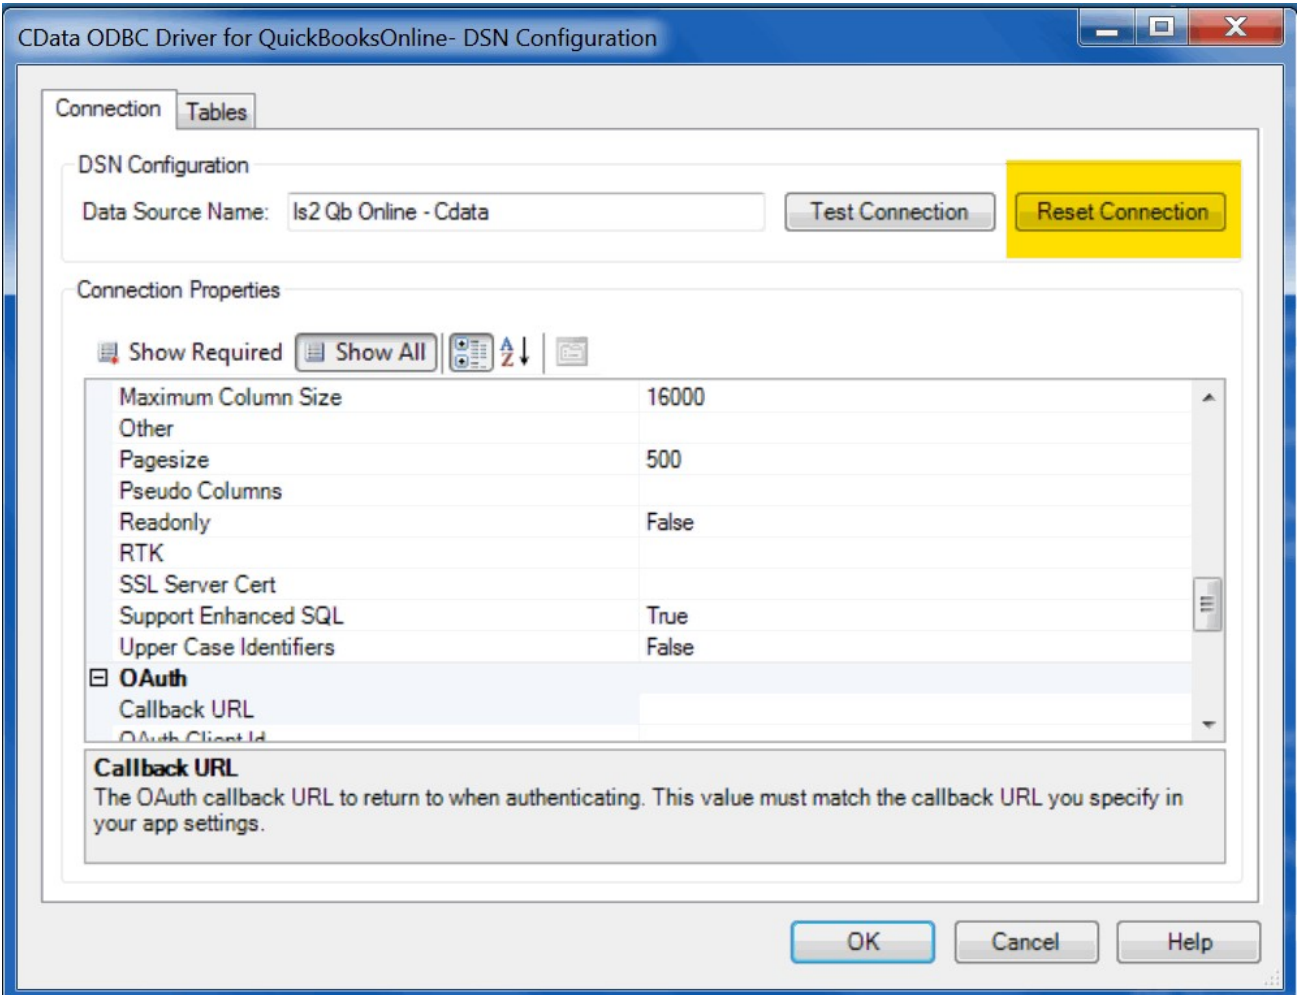 CData ODBC Driver for QuickBooksOnline- DSN Configuration
Connection Tables
DSN Configuration
Data Source Name: Is2 Qb Online - Cdata Test Connection Reset Connection
Connection Properties
Show Required Show All
Maximum Column Size 16000
Other
Pagesize 500
Pseudo Columns
Readonly False
RTK
SSL Server Cert
Support Enhanced SQL True
Upper Case Identifiers False
OAuth
Callback URL
OAuth Client Id
Callback URL
The OAuth callback URL to return to when authenticating. This value must match the callback URL you specify in
your app settings.
OK Cancel Help